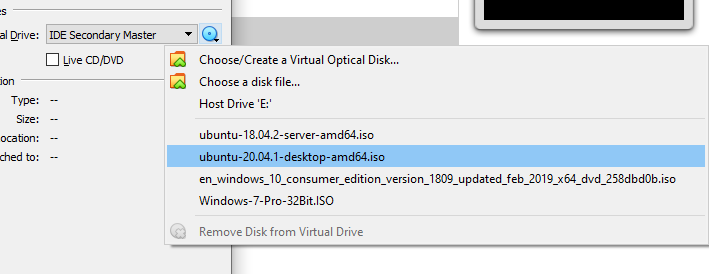 es
al Drive: IDE Secondary Master
Live CD/DVD
Choose/Create a Virtual Optical Disk...
Choose a disk file...
tion
Type: --
Host Drive 'E:'
Size: --
ocation: --
ubuntu-18.04.2-server-amd64.iso
ched to: --
ubuntu-20.04.1-desktop-amd64.iso
en_windows_10_consumer_edition_version_1809_updated_feb_2019_x64_dvd_258dbd0b.iso
Windows-7-Pro-32Bit.ISO
Remove Disk from Virtual Drive